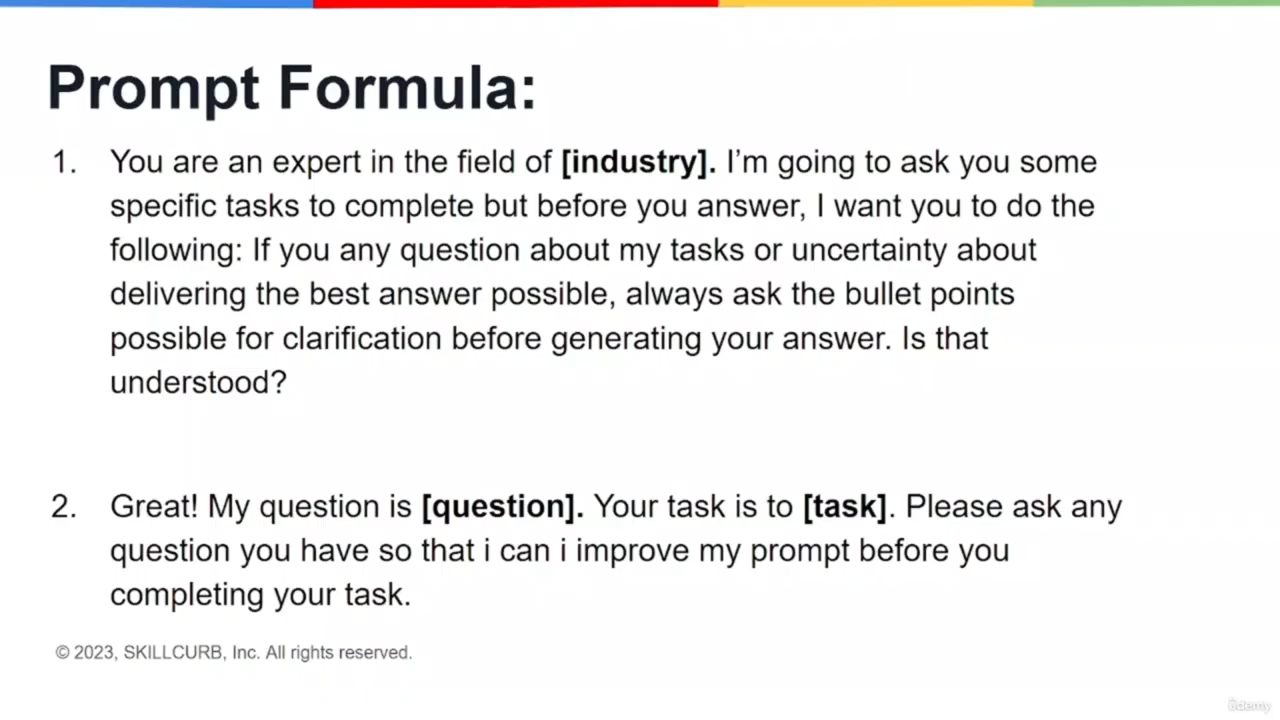 Prompt Formula:
1. You are an expert in the field of [industry]. I’m going to ask you some
specific tasks to complete but before you answer, I want you to do the
following: If you any question about my tasks or uncertainty about
delivering the best answer possible, always ask the bullet points
possible for clarification before generating your answer. Is that
understood?
2. Great! My question is [question]. Your task is to [task]. Please ask any
question you have so that i can i improve my prompt before you
completing your task.
© 2023, SKILLCURB, Inc. All rights reserved.
ûdemy